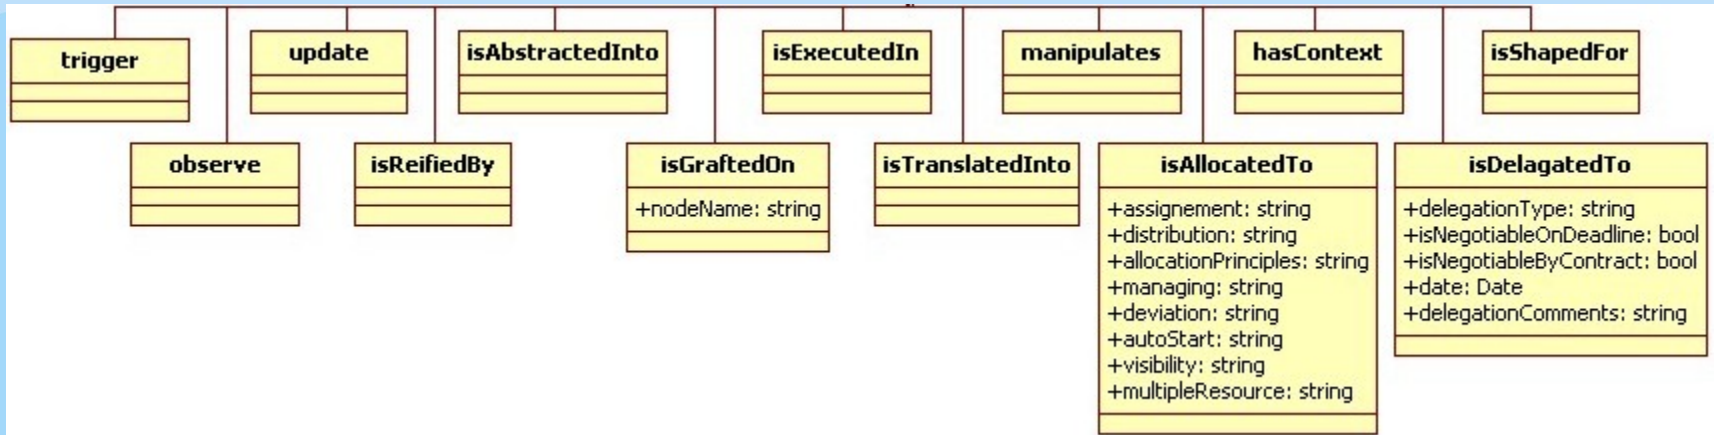 trigger
update
isAbstractedInto
isExecutedIn
manipulates
hasContext
isShapedFor
observe
isReifiedBy
isGraftedOn
+nodeName: string
isTranslatedInto
isAllocatedTo
+assignement: string
+distribution: string
+allocationPrinciples: string
+managing: string
+deviation: string
+autoStart: string
+visibility: string
+multipleResource: string
isDelagatedTo
+delegationType: string
+isNegotiableOnDeadline: bool
+isNegotiableByContract: bool
+date: Date
+delegationComments: string